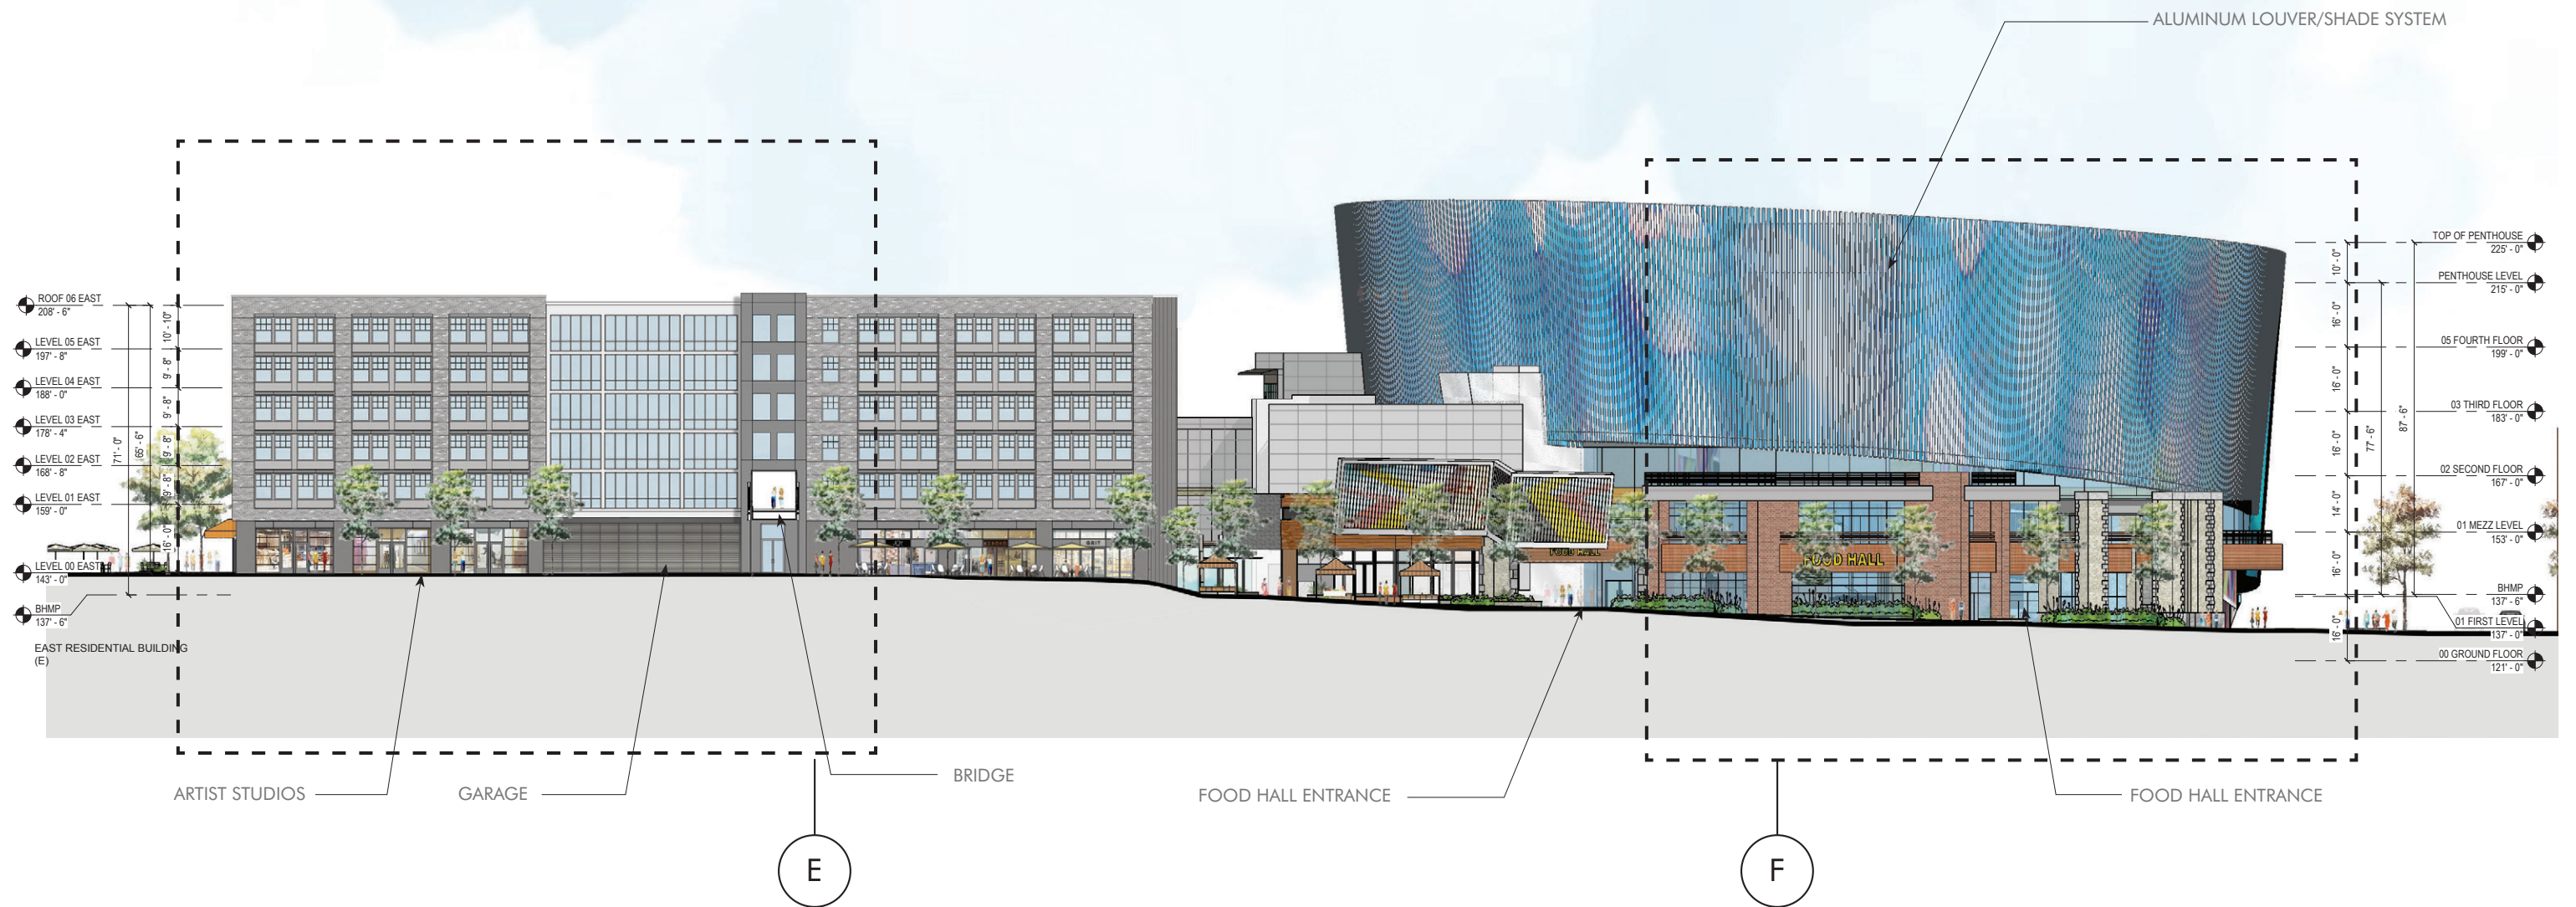 ALUMINUM LOUVER/SHADE SYSTEM
ROOF 06 EAST
208' - 6"
LEVEL 05 EAST
197' - 8"
LEVEL 04 EAST
188' - 0"
LEVEL 03 EAST
178' - 4"
LEVEL 02 EAST
168' - 8"
LEVEL 01 EAST
159' - 0"
LEVEL 00 EAST
143' - 0"
BHMP
137' - 6"
EAST RESIDENTIAL BUILDING
(E)
71' - 0"
65' - 6"
10' - 10"
9' - 8"
9' - 8"
9' - 8"
9' - 8"
16' - 0"
FOOD HALL
FOOD HALL
TOP OF PENTHOUSE
225' - 0"
PENTHOUSE LEVEL
215' - 0"
05 FOURTH FLOOR
199' - 0"
03 THIRD FLOOR
183' - 0"
02 SECOND FLOOR
167' - 0"
01 MEZZ LEVEL
153' - 0"
BHMP
137' - 6"
01 FIRST LEVEL
137' - 0"
00 GROUND FLOOR
121' - 0"
10' - 0"
16' - 0"
16' - 0"
16' - 0"
14' - 0"
16' - 0"
16' - 0"
77' - 6"
87' - 6"
ARTIST STUDIOS
GARAGE
BRIDGE
FOOD HALL ENTRANCE
FOOD HALL ENTRANCE
E
F